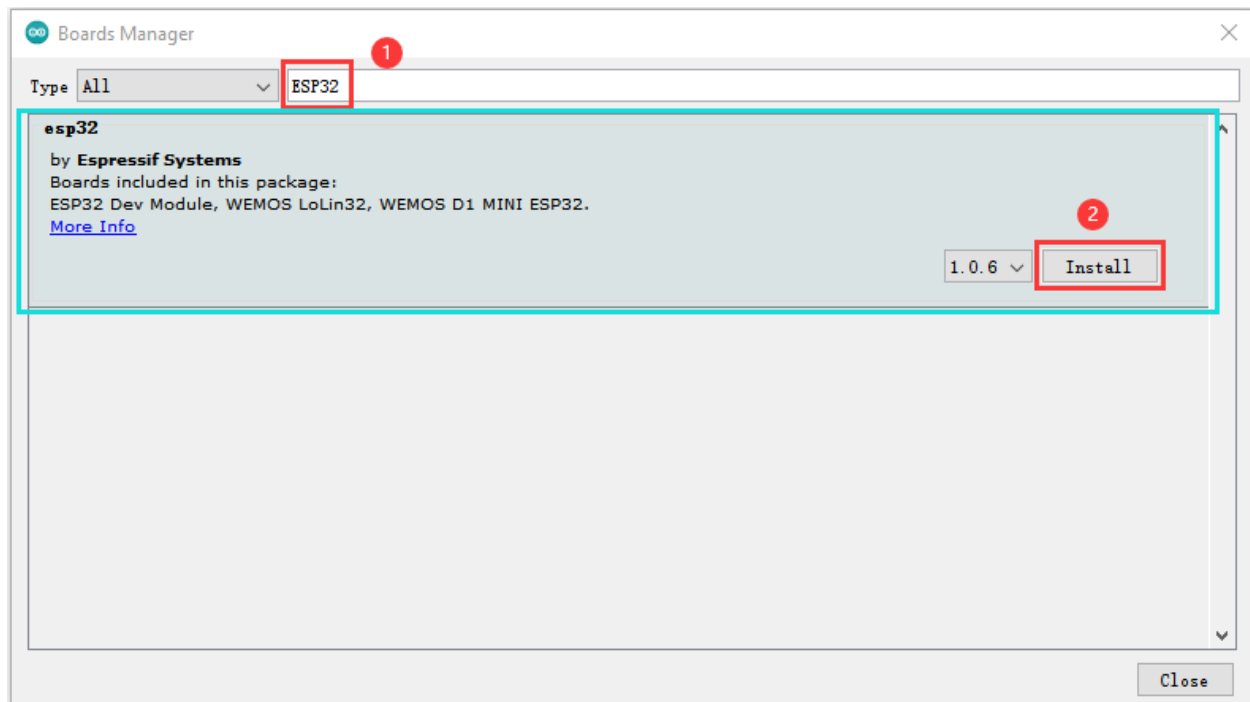 Boards Manager
1
Type All ESP32
esp32
by Espressif Systems
Boards included in this package:
ESP32 Dev Module, WEMOS LoLin32, WEMOS D1 MINI ESP32.
More Info
2
1.0.6 Install
Close